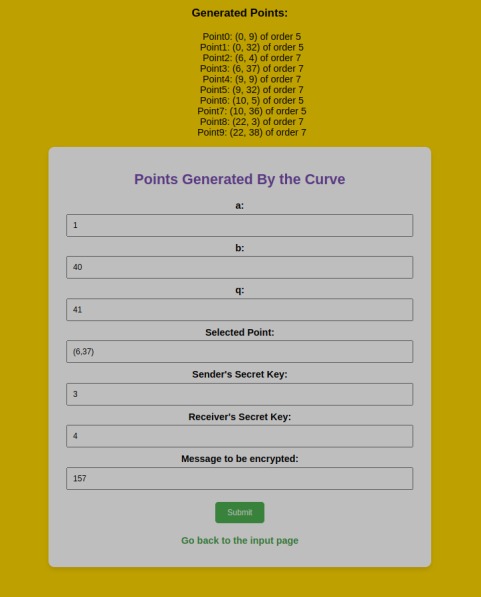 Generated Points:
Point0: (0, 9) of order 5
Point1: (0, 32) of order 5
Point2: (6, 4) of order 7
Point3: (6, 37) of order 7
Point4: (9, 9) of order 7
Point5: (9, 32) of order 7
Point6: (10, 5) of order 5
Point7: (10, 36) of order 5
Point8: (22, 3) of order 7
Point9: (22, 38) of order 7
Points Generated By the Curve
a:
1
b:
40
q:
41
Selected Point:
(6,37)
Sender's Secret Key:
3
Receiver's Secret Key:
4
Message to be encrypted:
157
Submit
Go back to the input page